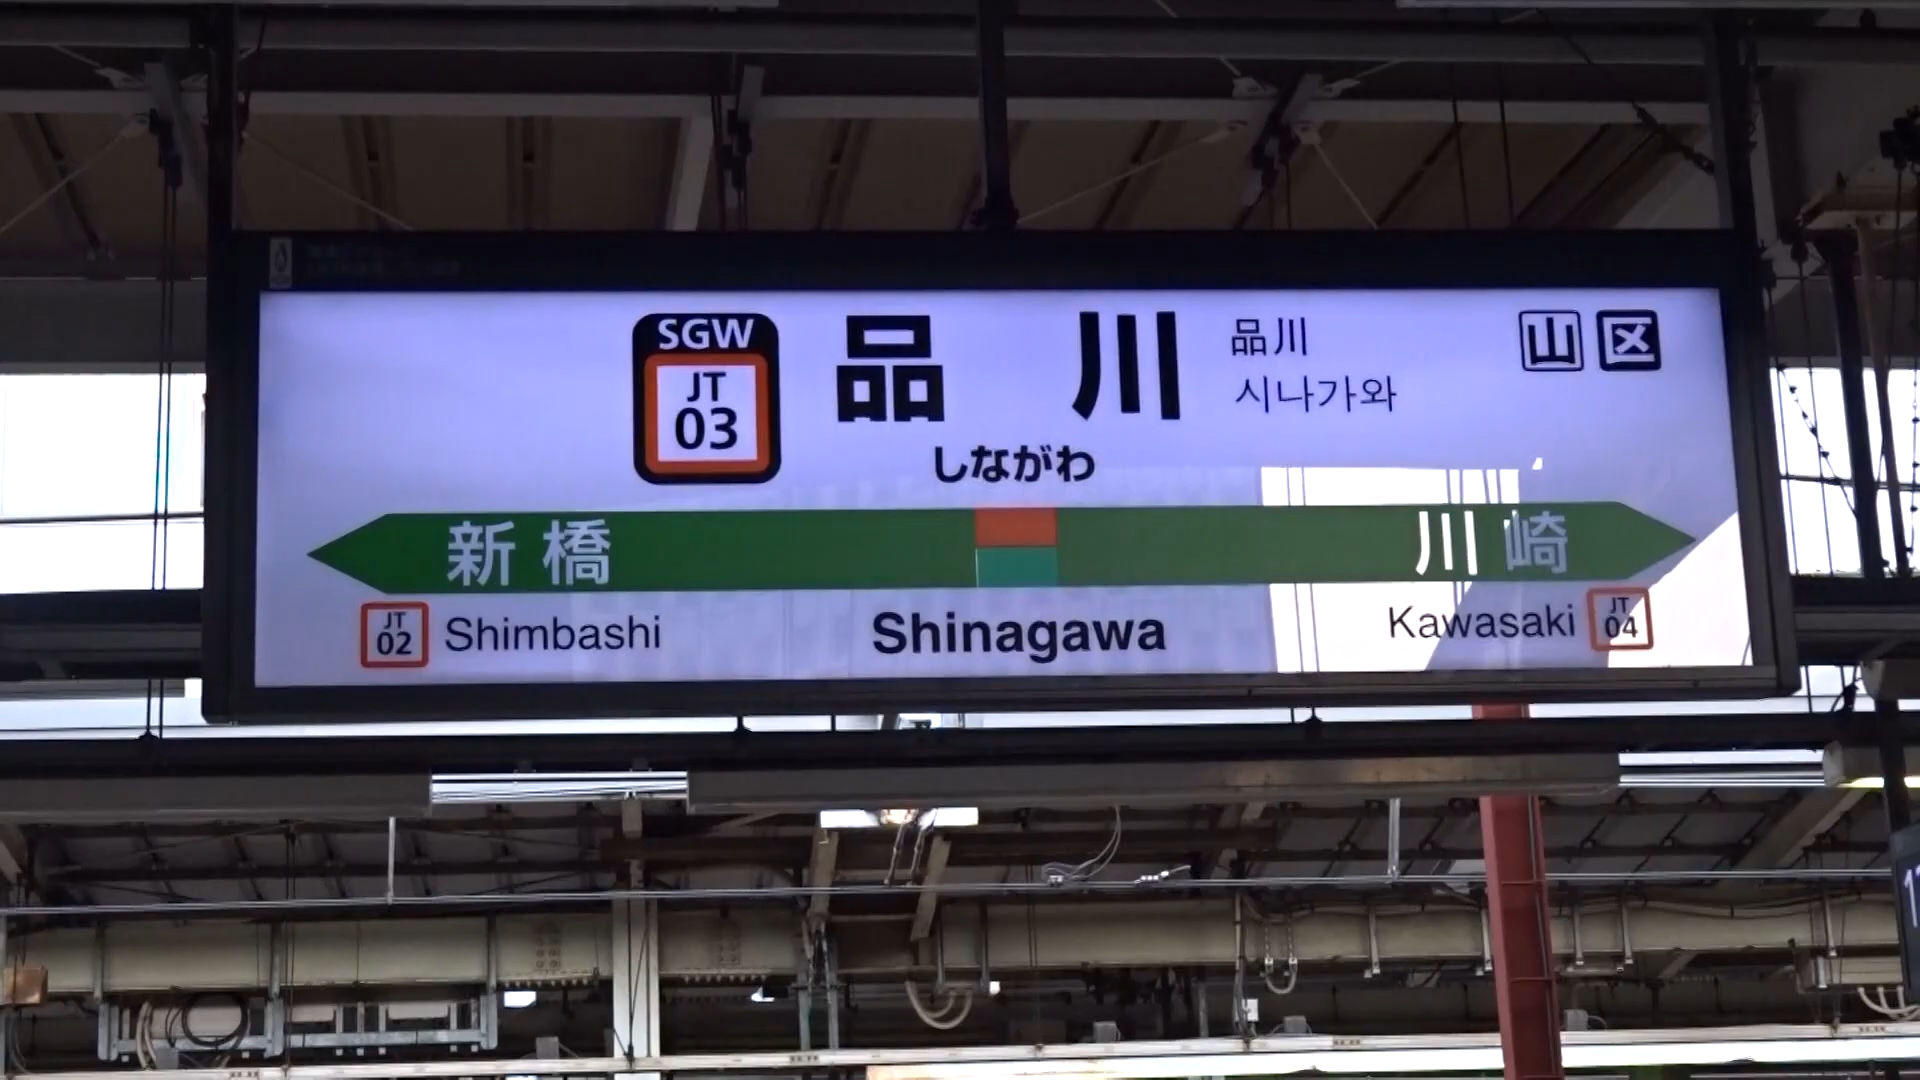 SGW
JT
03
品川
品川
시나가와
山 区
しながわ
新橋
川崎
JT
02
Shimbashi
Shinagawa
Kawasaki
JT
04